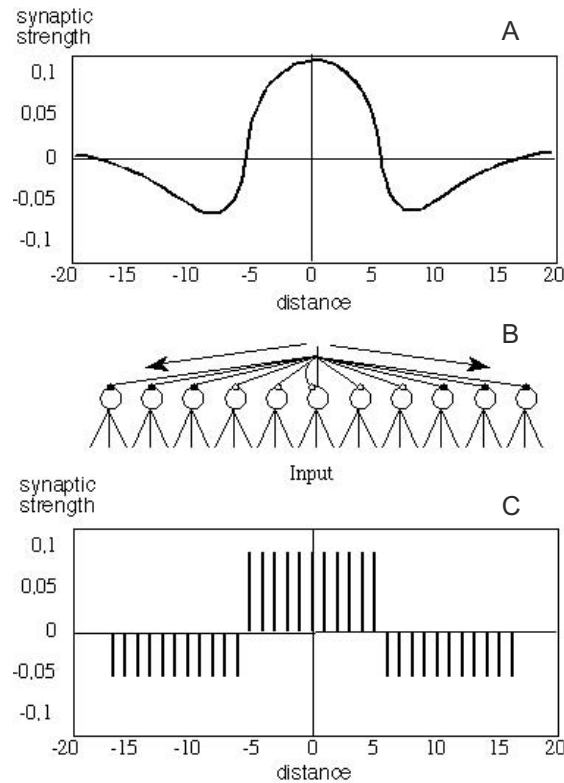 synaptic
strength
A
0,1
0,05
0
-0,05
-0,1
-20 -15 -10 -5 0 5 10 15 20
distance
B
Input
synaptic
strength
C
0,1
0,05
0
-0,05
-0,1
-20 -15 -10 -5 0 5 10 15 20
distance